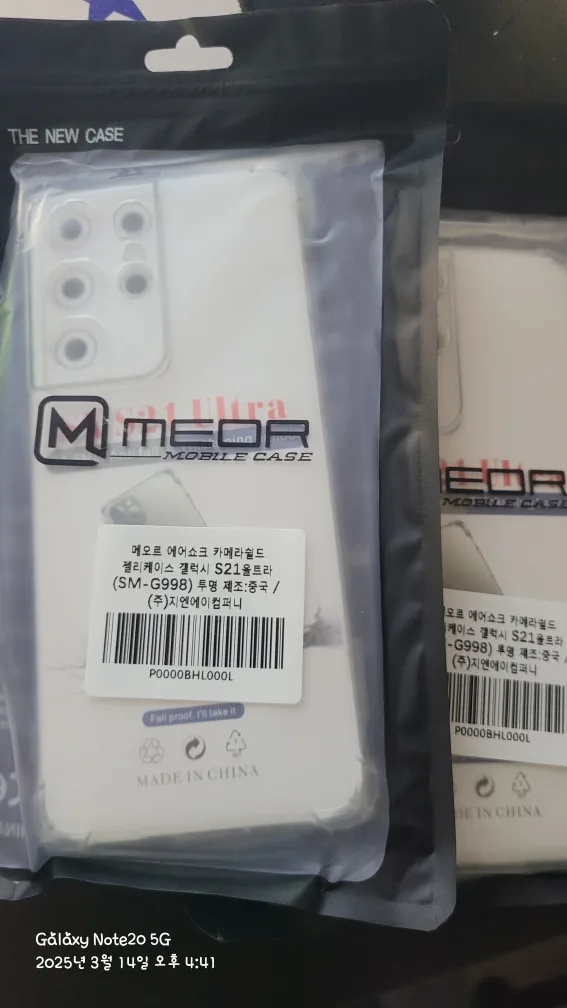 THE NEW CASE
S21 Ultra
M MEOR
MOBILE CASE
메오르 에어쇼크 카메라쉴드
젤리케이스 갤럭시 S21울트라
(SM-G998) 투명 제조:중국 /
(주)지엔에이컴퍼니
P0000BHL000L
Fall proof, I'll take it
MADE IN CHINA
EOR
MOBILE CASE
오르 에어쇼크 카메라쉴드
케이스 갤럭시 S21울트라
-G998) 투명 제조:중국 /
(주)지엔에이컴퍼니
P0000BHL000L
DE IN CHINA
Galaxy Note20 5G
2025년 3월 14일 오후 4:41